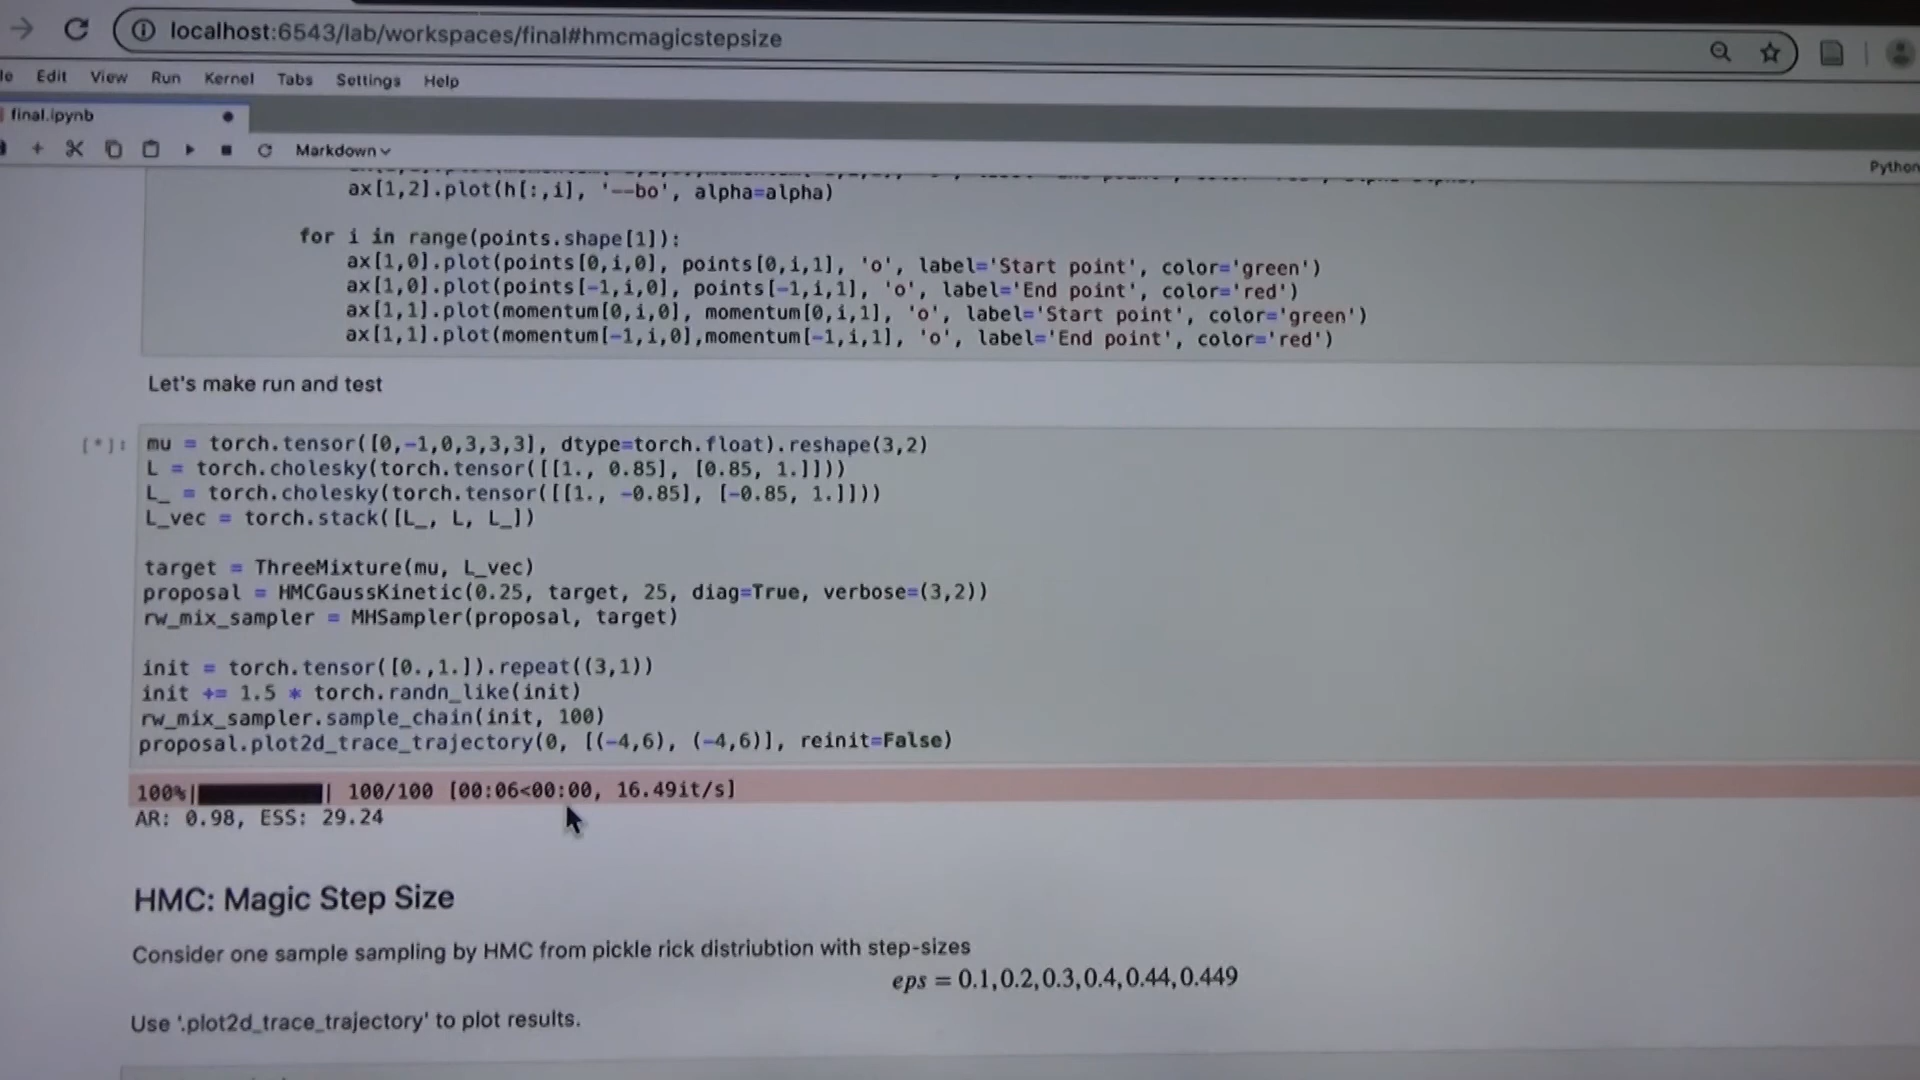 localhost:6543/lab/workspaces/final#hmcmagicstepsize
Edit View Run Kernel Tabs Settings Help
final.ipynb
Markdown
Python
ax[1,2].plot(h[:,i], '--bo', alpha=alpha)
for i in range(points.shape[1]):
ax[1,0].plot(points[0,i,0], points[0,i,1], 'o', label='Start point', color='green')
ax[1,0].plot(points[-1,i,0], points[-1,i,1], 'o', label='End point', color='red')
ax[1,1].plot(momentum[0,i,0], momentum[0,i,1], 'o', label='Start point', color='green')
ax[1,1].plot(momentum[-1,i,0],momentum[-1,i,1], 'o', label='End point', color='red')
Let's make run and test
[*]:
mu = torch.tensor([0,-1,0,3,3,3], dtype=torch.float).reshape(3,2)
L = torch.cholesky(torch.tensor([[1., 0.85], [0.85, 1.]]))
L_ = torch.cholesky(torch.tensor([[1., -0.85], [-0.85, 1.]]))
L_vec = torch.stack([L_, L, L_])
target = ThreeMixture(mu, L_vec)
proposal = HMCGaussKinetic(0.25, target, 25, diag=True, verbose=(3,2))
rw_mix_sampler = MHSampler(proposal, target)
init = torch.tensor([0.,1.]).repeat((3,1))
init += 1.5 * torch.randn_like(init)
rw_mix_sampler.sample_chain(init, 100)
proposal.plot2d_trace_trajectory(0, [(-4,6), (-4,6)], reinit=False)
100%|██████████| 100/100 [00:06<00:00, 16.49it/s]
AR: 0.98, ESS: 29.24
HMC: Magic Step Size
Consider one sample sampling by HMC from pickle rick distriubtion with step-sizes
eps = 0.1,0.2,0.3,0.4,0.44,0.449
Use '.plot2d_trace_trajectory' to plot results.